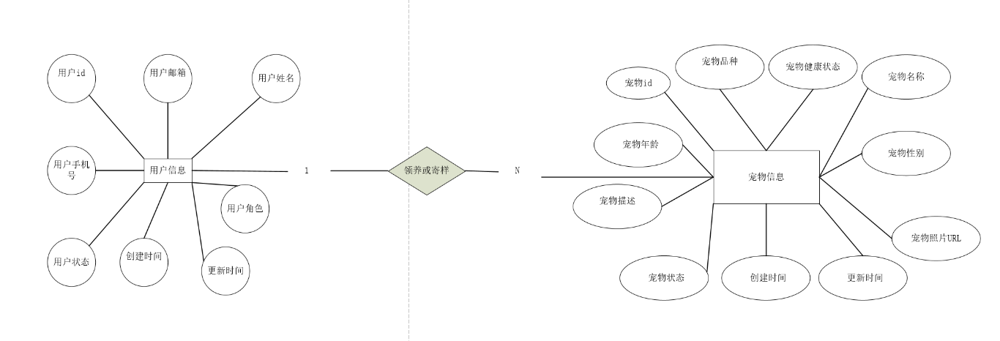 用户id
用户邮箱
用户姓名
用户手机
号
用户信息
用户角色
用户状态
创建时间
更新时间
1
领养或寄样
N
宠物id
宠物品种
宠物健康状态
宠物名称
宠物年龄
宠物性别
宠物信息
宠物描述
宠物照片URL
宠物状态
创建时间
更新时间